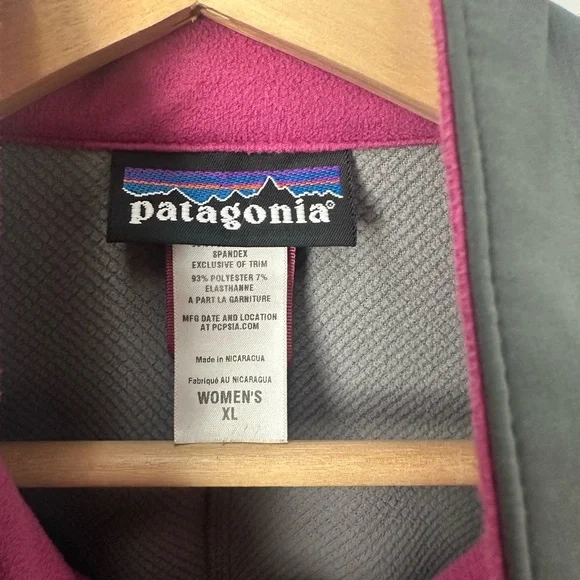 patagonia®
SPANDEX
EXCLUSIVE OF TRIM
93% POLYESTER 7%
ELASTHANNE
A PART LA GARNITURE
MFG DATE AND LOCATION
AT PCPSIA.COM
Made in NICARAGUA
Fabriqué AU NICARAGUA
WOMEN'S
XL